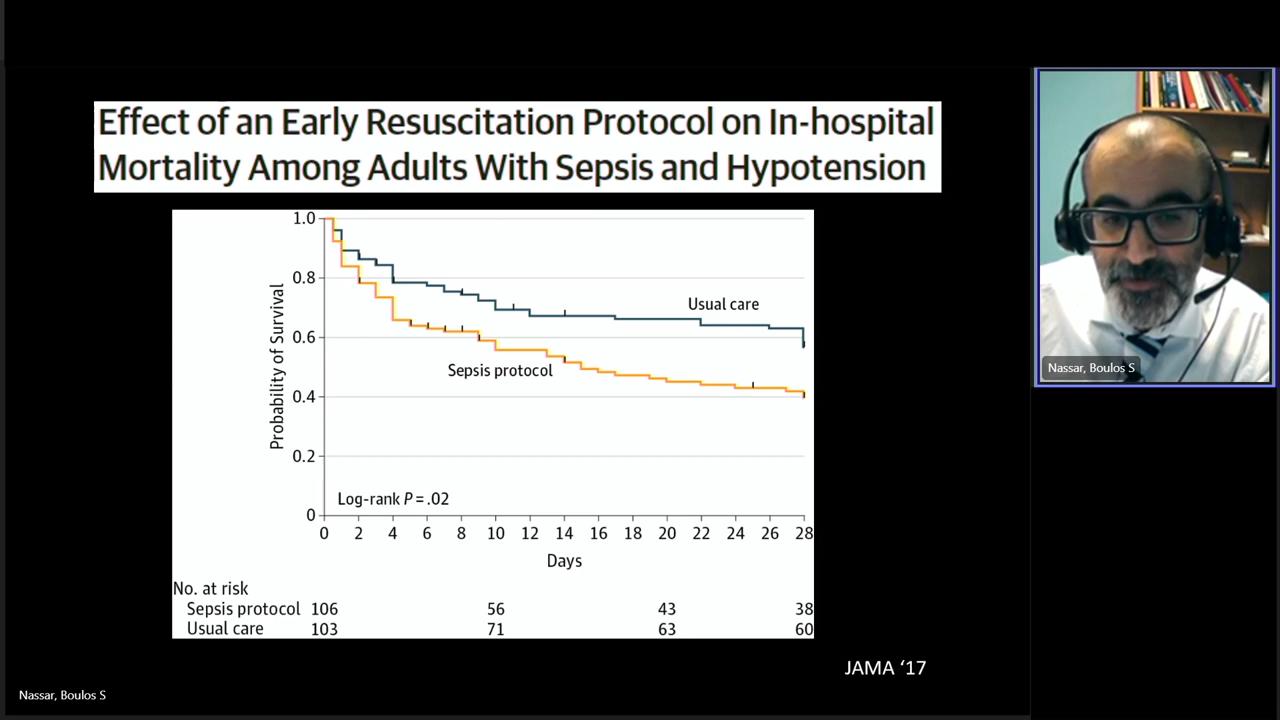 Effect of an Early Resuscitation Protocol on In-hospital
Mortality Among Adults With Sepsis and Hypotension
1.0
0.8
0.6
0.4
0.2
0
Probability of Survival
Usual care
Sepsis protocol
Log-rank P = .02
0 2 4 6 8 10 12 14 16 18 20 22 24 26 28
Days
No. at risk
Sepsis protocol 106 56 43 38
Usual care 103 71 63 60
JAMA ‘17
Nassar, Boulos S
Nassar, Boulos S